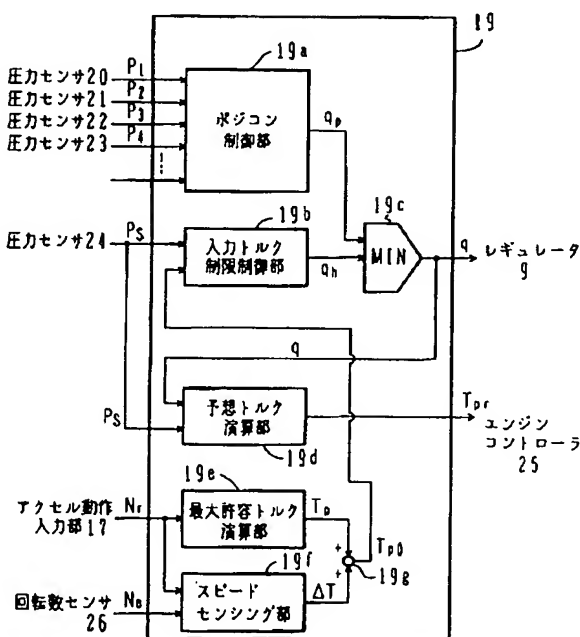 19
19a
圧力センサ20 P1
圧力センサ21 P2
圧力センサ22 P3
圧力センサ23 P4
ポジコン
制御部
qp
19b
19c
圧力センサ24 PS
入力トルク
制限制御部
qh
MIN
q レギュレータ
9
q
PS
予想トルク
演算部
19d
Tpr
エンジン
コントローラ
25
19e
アクセル動作
入力部17
Nr
最大許容トルク
演算部
Tp
Tp0
+
+
19g
19f
回転数センサ
26
Ne
スピード
センシング部
ΔT